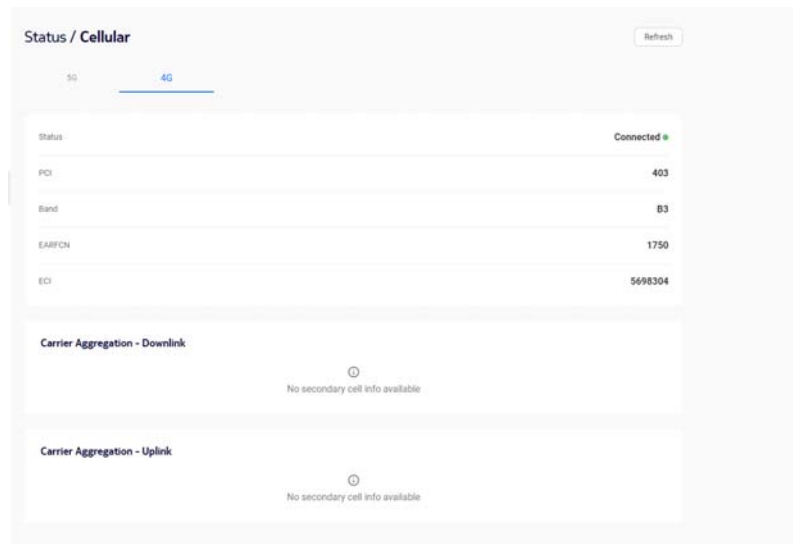 Status / Cellular
Refresh
5G
4G
Status
Connected
PCI
403
Band
B3
EARFCN
1750
ECI
5698304
Carrier Aggregation - Downlink
No secondary cell info available
Carrier Aggregation - Uplink
No secondary cell info available